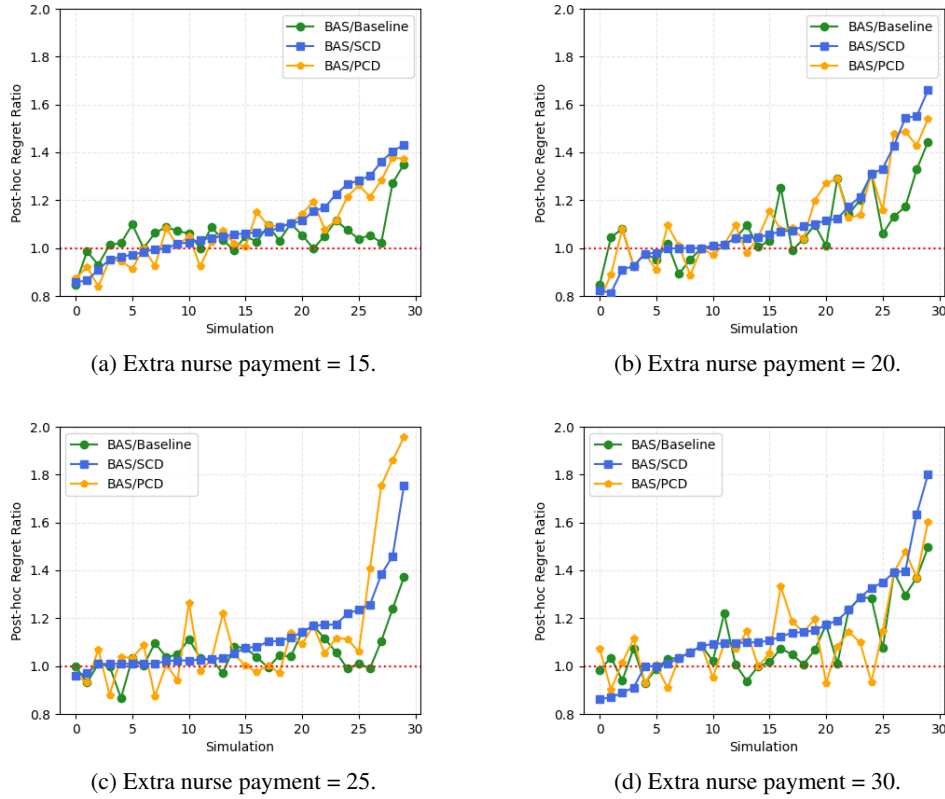 2.0
1.8
1.6
1.4
1.2
1.0
0.8
Post-hoc Regret Ratio
BAS/Baseline
BAS/SCD
BAS/PCD
0 5 10 15 20 25 30
Simulation
(a) Extra nurse payment = 15.
2.0
1.8
1.6
1.4
1.2
1.0
0.8
Post-hoc Regret Ratio
BAS/Baseline
BAS/SCD
BAS/PCD
0 5 10 15 20 25 30
Simulation
(b) Extra nurse payment = 20.
2.0
1.8
1.6
1.4
1.2
1.0
0.8
Post-hoc Regret Ratio
BAS/Baseline
BAS/SCD
BAS/PCD
0 5 10 15 20 25 30
Simulation
(c) Extra nurse payment = 25.
2.0
1.8
1.6
1.4
1.2
1.0
0.8
Post-hoc Regret Ratio
BAS/Baseline
BAS/SCD
BAS/PCD
0 5 10 15 20 25 30
Simulation
(d) Extra nurse payment = 30.